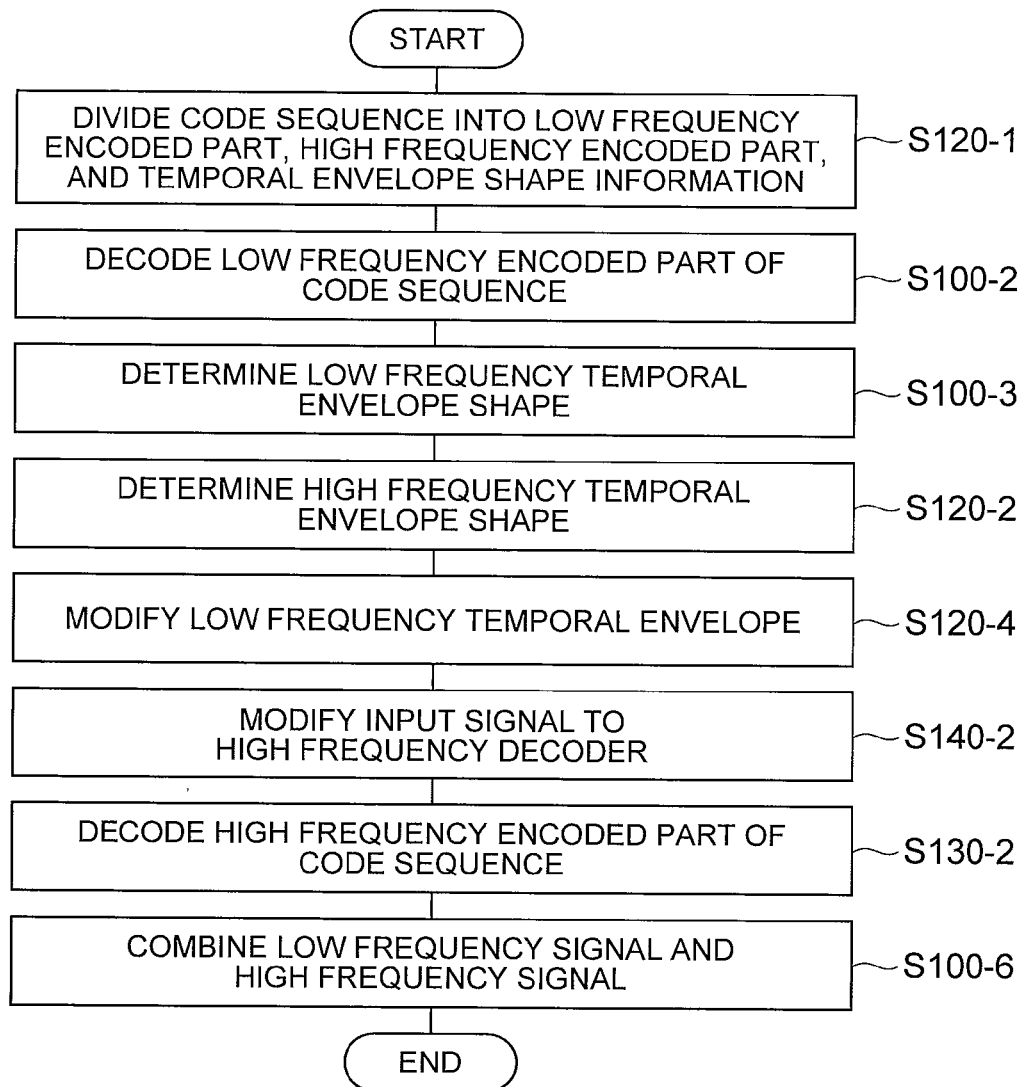 START
DIVIDE CODE SEQUENCE INTO LOW FREQUENCY
ENCODED PART, HIGH FREQUENCY ENCODED PART,
AND TEMPORAL ENVELOPE SHAPE INFORMATION
S120-1
DECODE LOW FREQUENCY ENCODED PART OF
CODE SEQUENCE
S100-2
DETERMINE LOW FREQUENCY TEMPORAL
ENVELOPE SHAPE
S100-3
DETERMINE HIGH FREQUENCY TEMPORAL
ENVELOPE SHAPE
S120-2
MODIFY LOW FREQUENCY TEMPORAL ENVELOPE
S120-4
MODIFY INPUT SIGNAL TO
HIGH FREQUENCY DECODER
S140-2
DECODE HIGH FREQUENCY ENCODED PART OF
CODE SEQUENCE
S130-2
COMBINE LOW FREQUENCY SIGNAL AND
HIGH FREQUENCY SIGNAL
S100-6
END